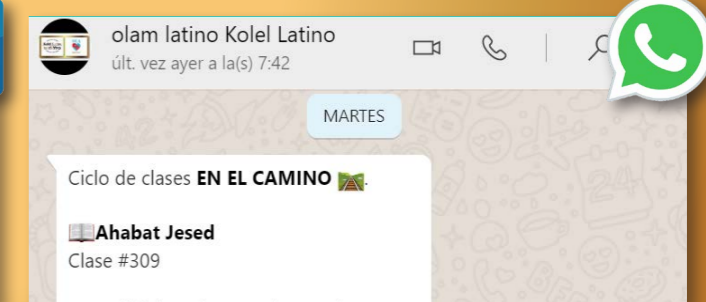 olam latino Kolel Latino
últ. vez ayer a la(s) 7:42
MARTES
Ciclo de clases EN EL CAMINO 🛤️.
📖Ahabat Jesed
Clase #309